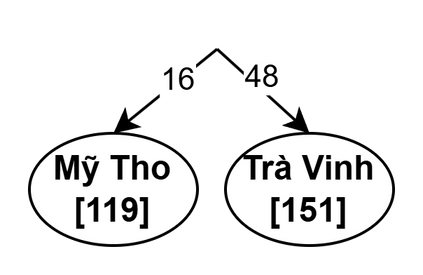 16
48
Mỹ Tho
[119]
Trà Vinh
[151]